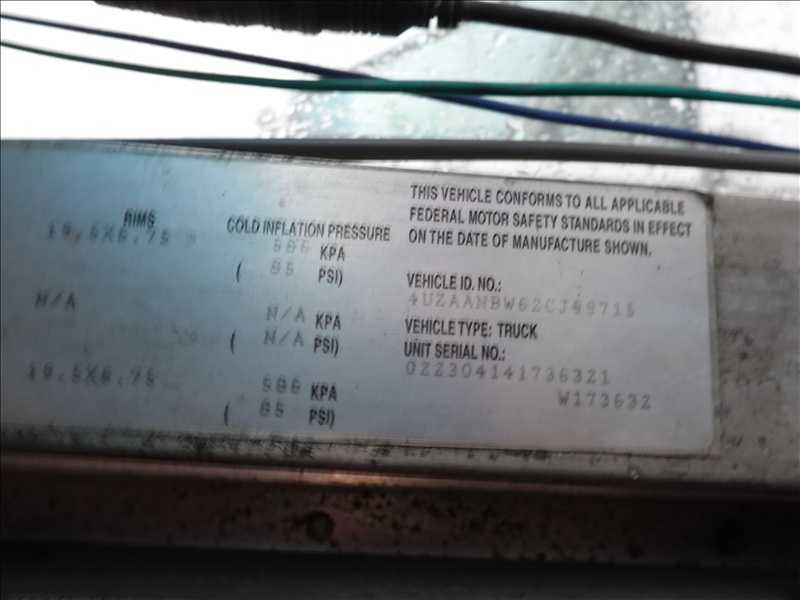 RIMS
19.5X6.75
COLD INFLATION PRESSURE
586 KPA
( 85 PSI)
N/A
N/A KPA
( N/A PSI)
19.5X6.75
586 KPA
( 85 PSI)
THIS VEHICLE CONFORMS TO ALL APPLICABLE
FEDERAL MOTOR SAFETY STANDARDS IN EFFECT
ON THE DATE OF MANUFACTURE SHOWN.
VEHICLE ID. NO.:
4UZAANBW62CJ49715
VEHICLE TYPE: TRUCK
UNIT SERIAL NO.:
02Z304141736321
W173632